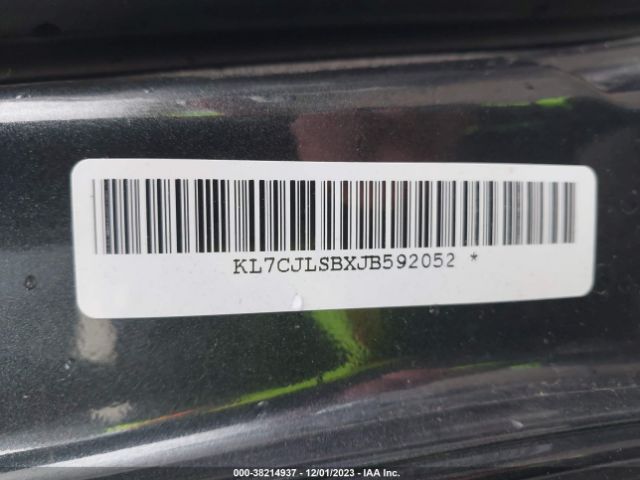 KL7CJLSBXJB592052 *
000-38214937 - 12/01/2023 - IAA Inc.